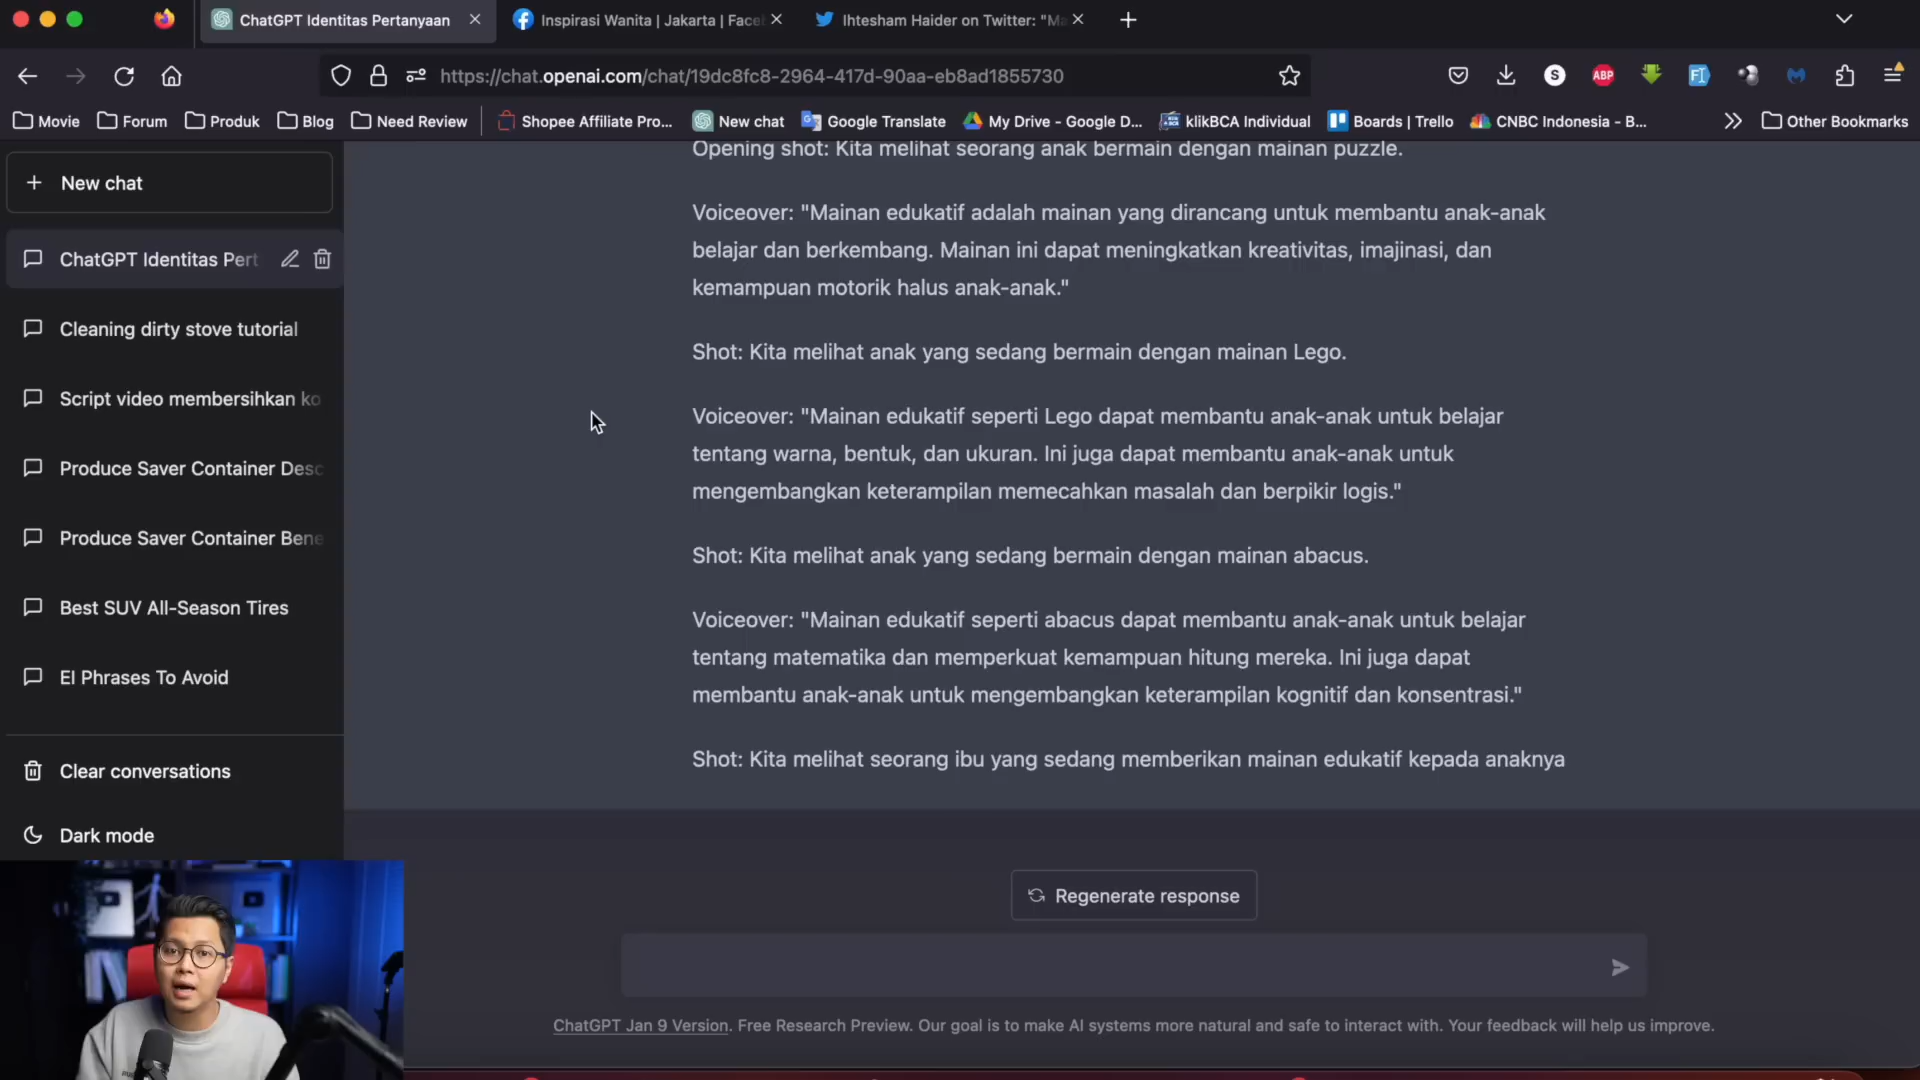 ChatGPT Identitas Pertanyaan
Inspirasi Wanita | Jakarta | Face
Ihtesham Haider on Twitter: "Ma
https://chat.openai.com/chat/19dc8fc8-2964-417d-90aa-eb8ad1855730
S
ABP
Movie
Forum
Produk
Blog
Need Review
Shopee Affiliate Pro...
New chat
Google Translate
My Drive - Google D...
klikBCA Individual
Boards | Trello
CNBC Indonesia - B...
Other Bookmarks
New chat
ChatGPT Identitas Pert
Cleaning dirty stove tutorial
Script video membersihkan ko
Produce Saver Container Desc
Produce Saver Container Bene
Best SUV All-Season Tires
EI Phrases To Avoid
Clear conversations
Dark mode
Opening shot: Kita melihat seorang anak bermain dengan mainan puzzle.
Voiceover: "Mainan edukatif adalah mainan yang dirancang untuk membantu anak-anak
belajar dan berkembang. Mainan ini dapat meningkatkan kreativitas, imajinasi, dan
kemampuan motorik halus anak-anak."
Shot: Kita melihat anak yang sedang bermain dengan mainan Lego.
Voiceover: "Mainan edukatif seperti Lego dapat membantu anak-anak untuk belajar
tentang warna, bentuk, dan ukuran. Ini juga dapat membantu anak-anak untuk
mengembangkan keterampilan memecahkan masalah dan berpikir logis."
Shot: Kita melihat anak yang sedang bermain dengan mainan abacus.
Voiceover: "Mainan edukatif seperti abacus dapat membantu anak-anak untuk belajar
tentang matematika dan memperkuat kemampuan hitung mereka. Ini juga dapat
membantu anak-anak untuk mengembangkan keterampilan kognitif dan konsentrasi."
Shot: Kita melihat seorang ibu yang sedang memberikan mainan edukatif kepada anaknya
Regenerate response
ChatGPT Jan 9 Version. Free Research Preview. Our goal is to make AI systems more natural and safe to interact with. Your feedback will help us improve.